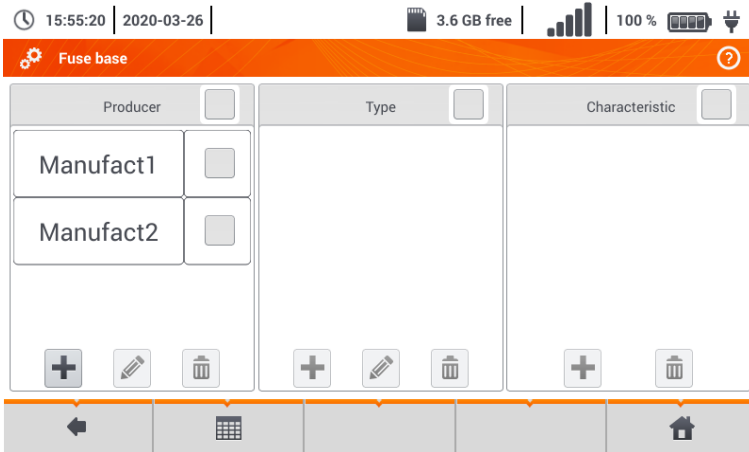 15:55:20 2020-03-26 3.6 GB free 100 %
Fuse base ?
Producer Type Characteristic
Manufact1
Manufact2